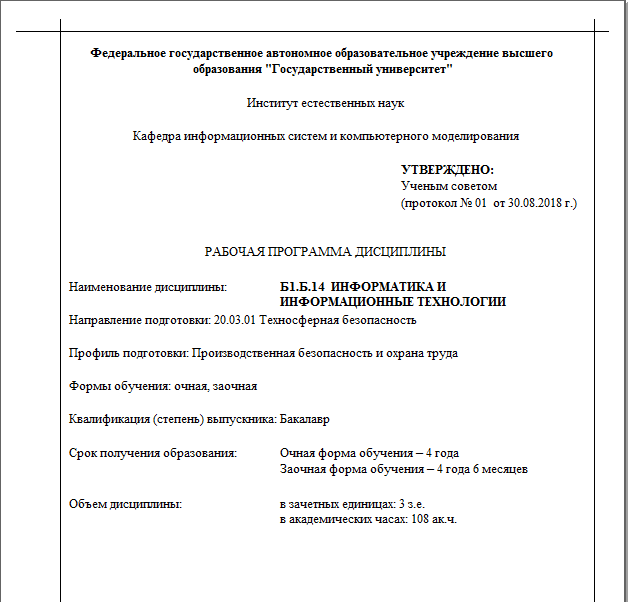 Федеральное государственное автономное образовательное учреждение высшего
образования "Государственный университет"
Институт естественных наук
Кафедра информационных систем и компьютерного моделирования
УТВЕРЖДЕНО:
Ученым советом
(протокол № 01 от 30.08.2018 г.)
РАБОЧАЯ ПРОГРАММА ДИСЦИПЛИНЫ
Наименование дисциплины: Б1.Б.14 ИНФОРМАТИКА И
ИНФОРМАЦИОННЫЕ ТЕХНОЛОГИИ
Направление подготовки: 20.03.01 Техносферная безопасность
Профиль подготовки: Производственная безопасность и охрана труда
Формы обучения: очная, заочная
Квалификация (степень) выпускника: Бакалавр
Срок получения образования: Очная форма обучения – 4 года
Заочная форма обучения – 4 года 6 месяцев
Объем дисциплины: в зачетных единицах: 3 з.е.
в академических часах: 108 ак.ч.